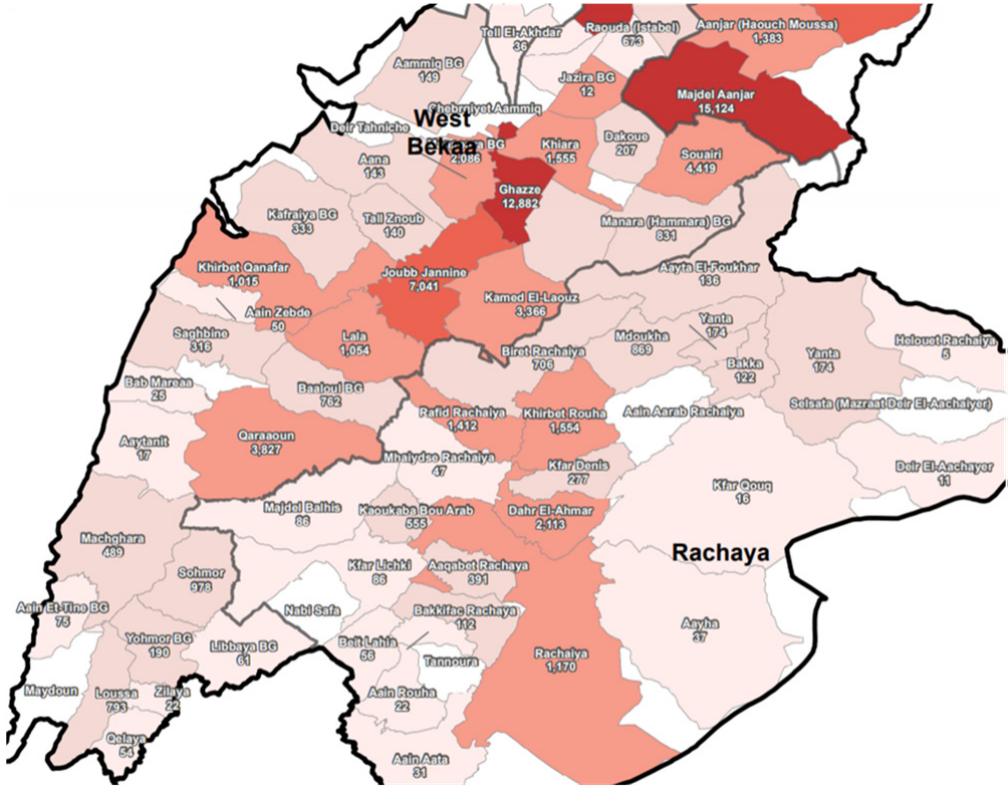 Tell El-Akhdar
36
Raouda (Istabel)
673
Aanjar (Haouch Moussa)
1,383
Aammiq BG
149
Jazira BG
12
Majdel Aanjar
15,124
Chebrniyet Aammiq
West
Bekaa
Deir Tahniche
BG
2,086
Khiara
1,555
Dakoue
207
Souairi
4,419
Aana
143
Ghazze
12,882
Kafraiya BG
333
Tall Znoub
140
Manara (Hammara) BG
831
Khirbet Qanafar
1,015
Joubb Jannine
7,041
Aayta El-Foukhar
136
Kamed El-Laouz
3,366
Aain Zebde
50
Saghbine
316
Lala
1,054
Yanta
174
Mdoukha
869
Biret Rachaiya
706
Bakka
122
Yanta
174
Helouet Rachaiya
5
Bab Mareaa
25
Baaloul BG
762
Rafid Rachaiya
1,412
Khirbet Rouha
1,554
Aain Aarab Rachaiya
Selsata (Mazraat Deir El-Aachaiyer)
Aaytanit
17
Qaraaoun
3,827
Mhaiydse Rachaiya
47
Kfar Denis
277
Kfar Qouq
16
Deir El-Aachayer
11
Majdel Balhis
86
Kaoukaba Bou Arab
555
Dahr El-Ahmar
2,113
Machghara
489
Rachaya
Sohmor
978
Kfar Lichki
86
Aaqabet Rachaya
391
Aain Et-Tine BG
75
Nabi Safa
Bakkifac Rachaya
112
Aayha
37
Yohmor BG
190
Libbaya BG
61
Beit Lahia
56
Tannoura
Rachaiya
1,170
Maydoun
Loussa
793
Zilaya
22
Aain Rouha
22
Qelaya
54
Aain Aata
31